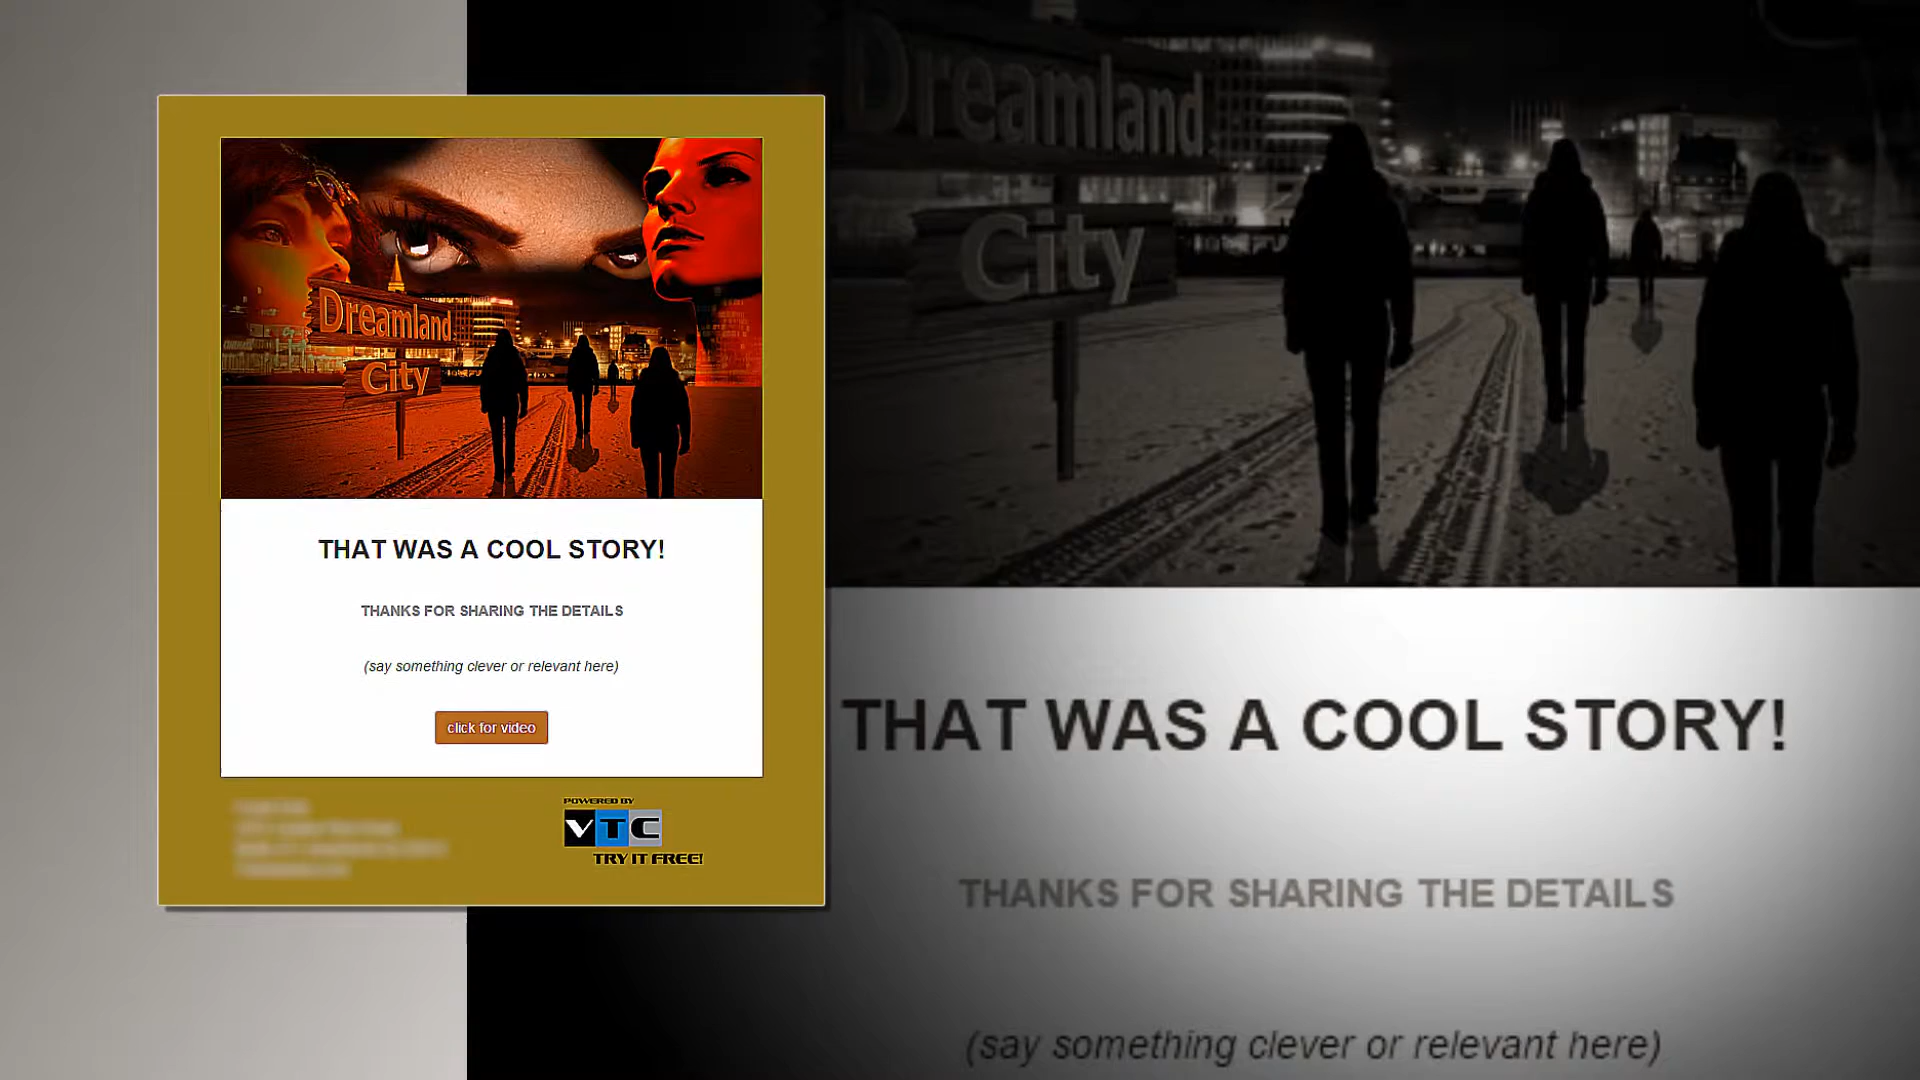 Dreamland
City
THAT WAS A COOL STORY!
THANKS FOR SHARING THE DETAILS
(say something clever or relevant here)
click for video
POWERED BY
VTC
TRY IT FREE!
Dreamland
City
THAT WAS A COOL STORY!
THANKS FOR SHARING THE DETAILS
(say something clever or relevant here)